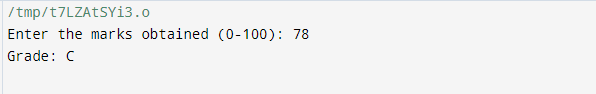 /tmp/t7LZAtSYi3.o
Enter the marks obtained (0-100): 78
Grade: C